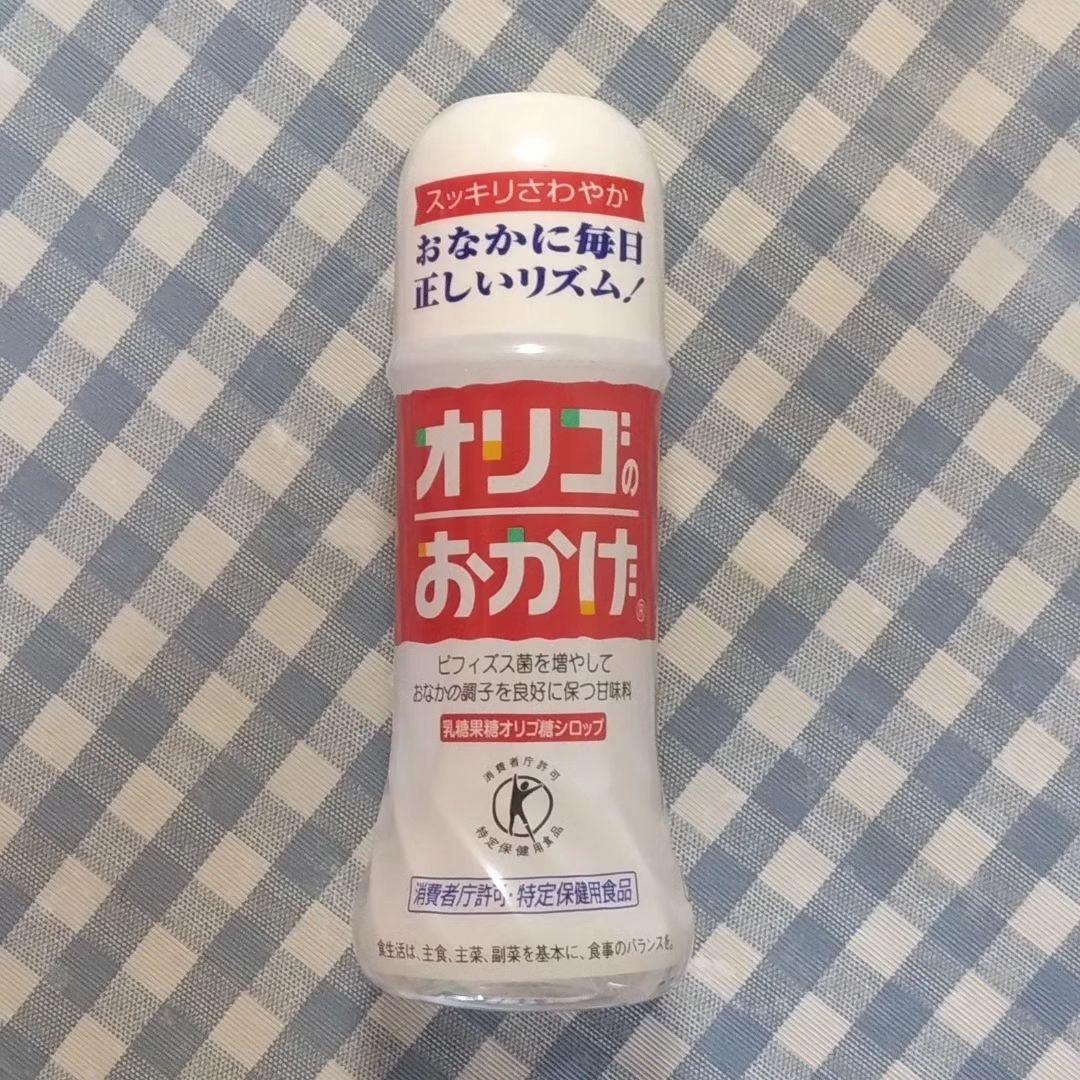 スッキリさわやか
おなかに毎日
正しいリズム!
オリゴの
おかげ®
ビフィズス菌を増やして
おなかの調子を良好に保つ甘味料
乳糖果糖オリゴ糖シロップ
消費者庁許可
特定保健用食品
消費者庁許可・特定保健用食品
食生活は、主食、主菜、副菜を基本に、食事のバランスを。